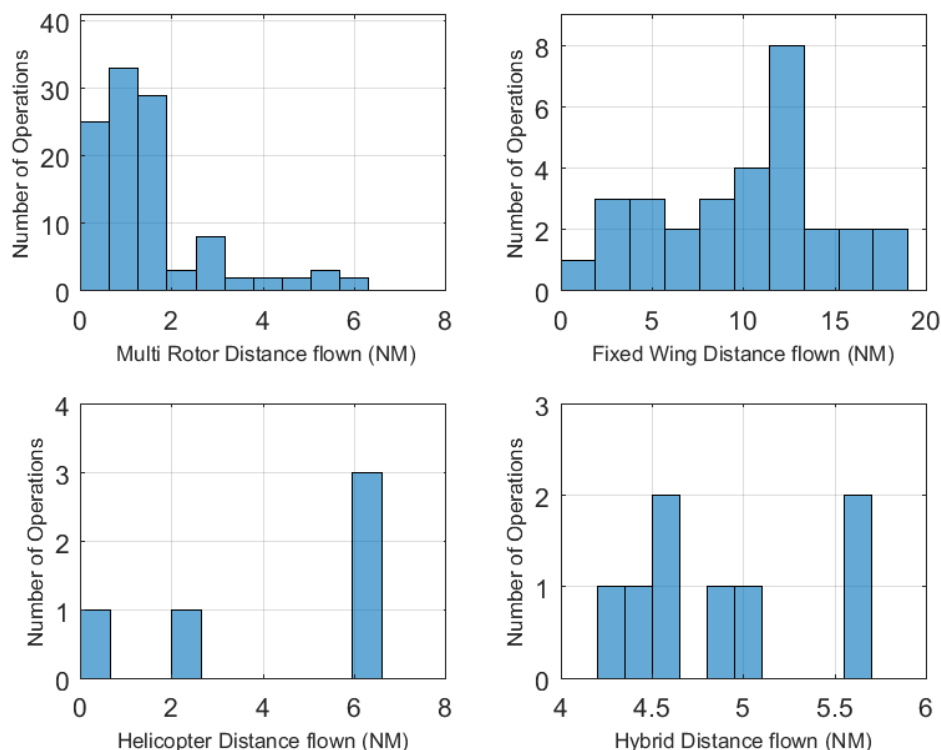 Number of Operations
40
30
20
10
0
0 2 4 6 8
Multi Rotor Distance flown (NM)
Number of Operations
8
6
4
2
0
0 5 10 15 20
Fixed Wing Distance flown (NM)
Number of Operations
4
3
2
1
0
0 2 4 6 8
Helicopter Distance flown (NM)
Number of Operations
3
2
1
0
4 4.5 5 5.5 6
Hybrid Distance flown (NM)